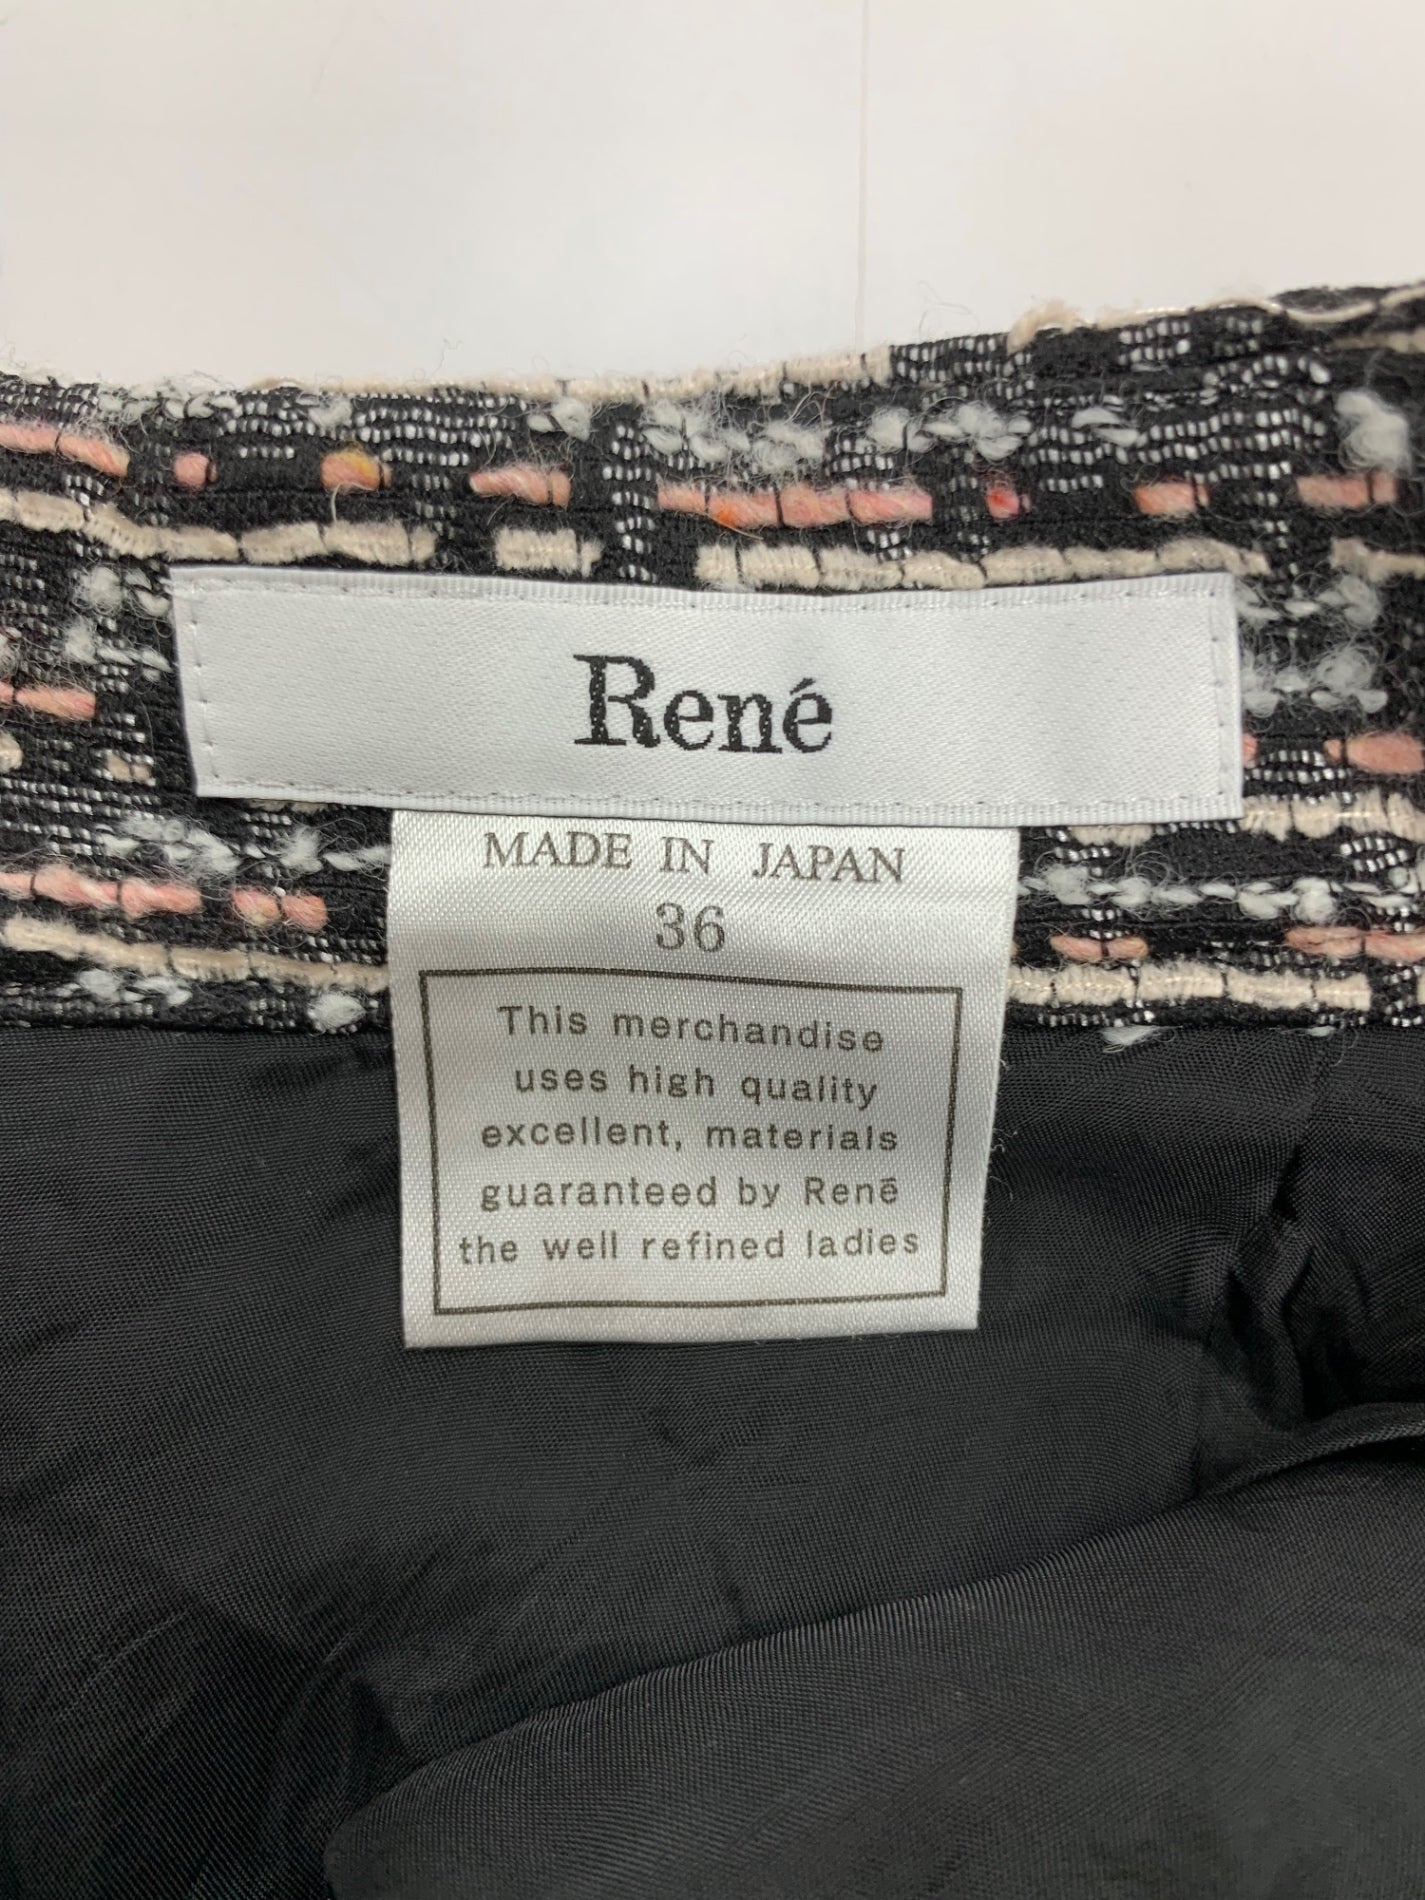 René
MADE IN JAPAN
36
This merchandise
uses high quality
excellent, materials
guaranteed by Renē
the well refined ladies